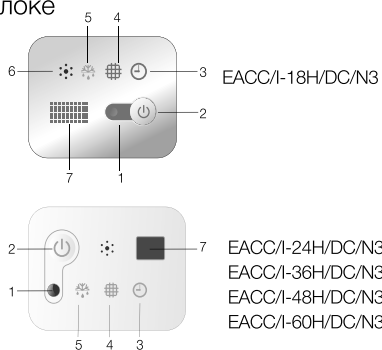 локе
5 4
6 3
EACC/I-18H/DC/N3
2
7 1
2 7
EACC/I-24H/DC/N3
EACC/I-36H/DC/N3
1
EACC/I-48H/DC/N3
EACC/I-60H/DC/N3
5 4 3